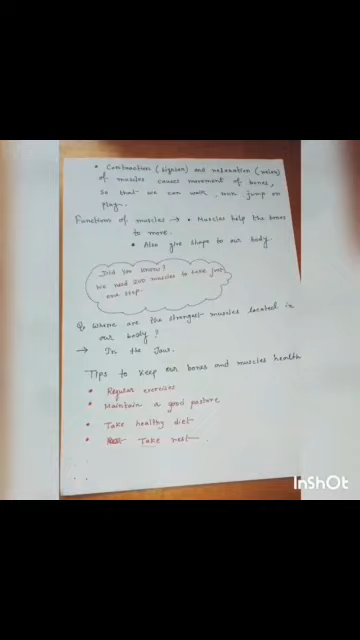 • Contraction (                ) and relaxation (relax)
of muscles causes movement of bones,
so that we can walk, run jump or
play.
Functions of muscles → • Muscles help the bones
to move.
• Also give shape to our body.
Did You know?
We need 200 muscles to take just
one step.
Q where are the strongest muscles located in
our body?
→ In the Jaw.
Tips to keep our bones and muscles health
• Regular exercises
• Maintain a good posture
• Take healthy diet
• Take rest.
InShOt